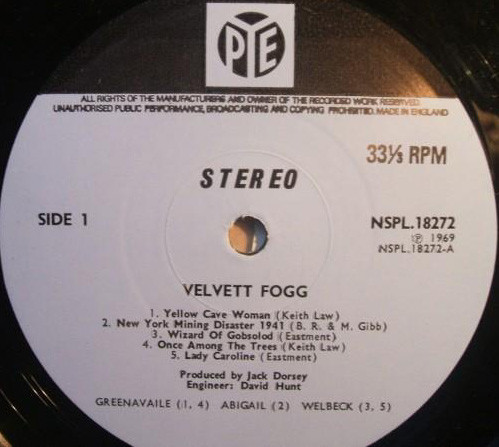 PYE
ALL RIGHTS OF THE MANUFACTURERS AND OWNER OF THE RECORDED WORK RESERVED
UNAUTHORISED PUBLIC PERFORMANCE, BROADCASTING AND COPYING PROHIBITED. MADE IN ENGLAND
33⅓ RPM
STEREO
SIDE 1
NSPL.18272
Ⓟ 1969
NSPL.18272-A
VELVETT FOGG
1. Yellow Cave Woman (Keith Law)
2. New York Mining Disaster 1941 (B. R. & M. Gibb)
3. Wizard Of Gobsolod (Eastment)
4. Once Among The Trees (Keith Law)
5. Lady Caroline (Eastment)
Produced by Jack Dorsey
Engineer: David Hunt
GREENAVAILE (1, 4) ABIGAIL (2) WELBECK (3, 5)